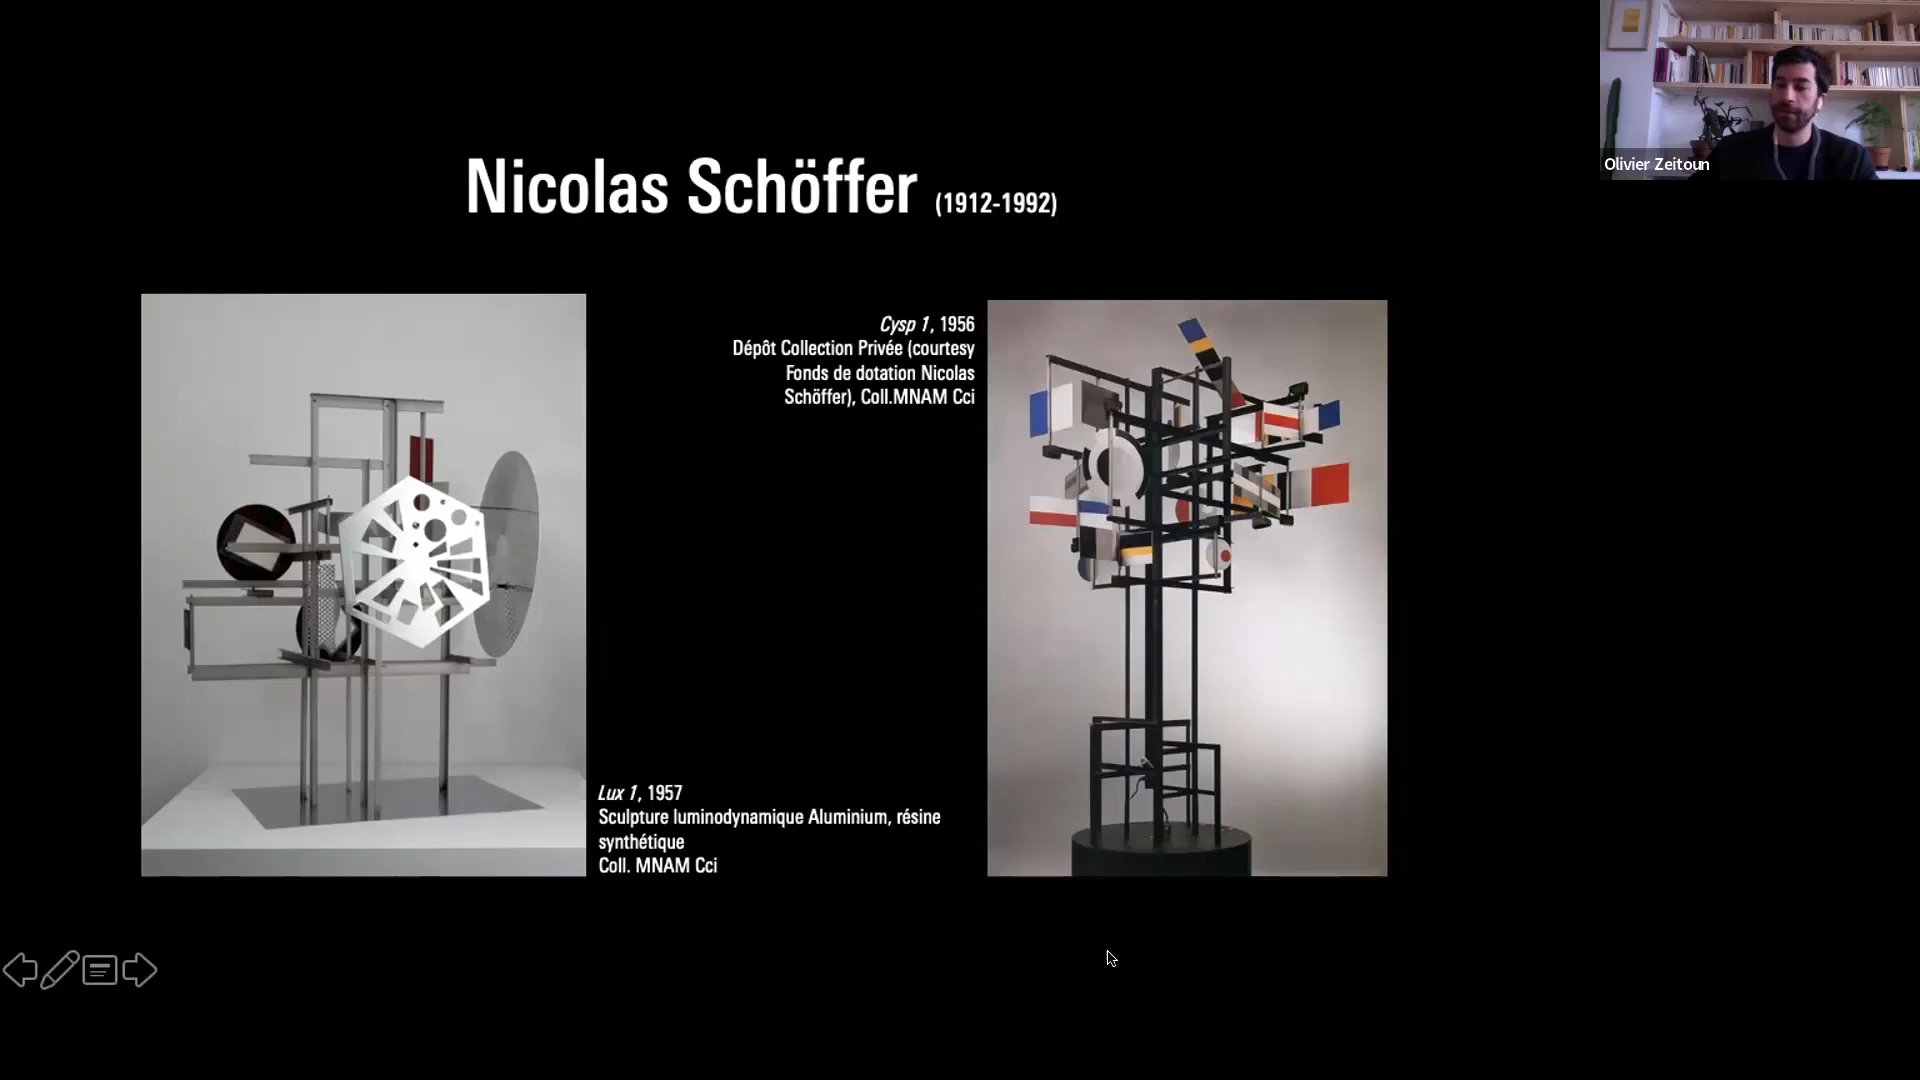 Olivier Zeitoun
Nicolas Schöffer (1912-1992)
Cysp 1, 1956
Dépôt Collection Privée (courtesy
Fonds de dotation Nicolas
Schöffer), Coll.MNAM Cci
Lux 1, 1957
Sculpture luminodynamique Aluminium, résine
synthétique
Coll. MNAM Cci